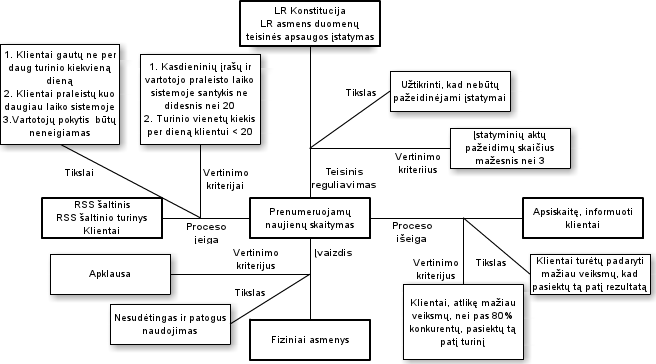 LR Konstitucija
LR asmens duomenų
teisinės apsaugos įstatymas
1. Klientai gautų ne per
daug turinio kiekvieną
dieną
2. Klientai praleistų kuo
daugiau laiko sistemoje
3.Vartotojų pokytis būtų
neneigiamas
1. Kasdieninių įrašų ir
vartotojo praleisto laiko
sistemoje santykis ne
didesnis nei 20
2. Turinio vienetų kiekis
per dieną klientui < 20
Tikslas
Užtikrinti, kad nebūtų
pažeidinėjami įstatymai
Vertinimo
kriteriius
Įstatyminių aktų
pažeidimų skaičius
mažesnis nei 3
Tikslai
Vertinimo
kriterijai
Teisinis
reguliavimas
RSS šaltinis
RSS šaltinio turinys
Klientai
Proceso
įeiga
Prenumeruojamų
naujienų skaitymas
Proceso
išeiga
Apsiskaitę, informuoti
klientai
Apklausa
Vertinimo
kriterijus
Įvaizdis
Tikslas
Nesudėtingas ir patogus
naudojimas
Fiziniai asmenys
Vertinimo
kriterijus
Tikslas
Klientai turėtų padaryti
mažiau veiksmų, kad
pasiektų tą patį rezultatą
Klientai, atlikę mažiau
veiksmų, nei pas 80%
konkurentų, pasiektų tą
patį turinį